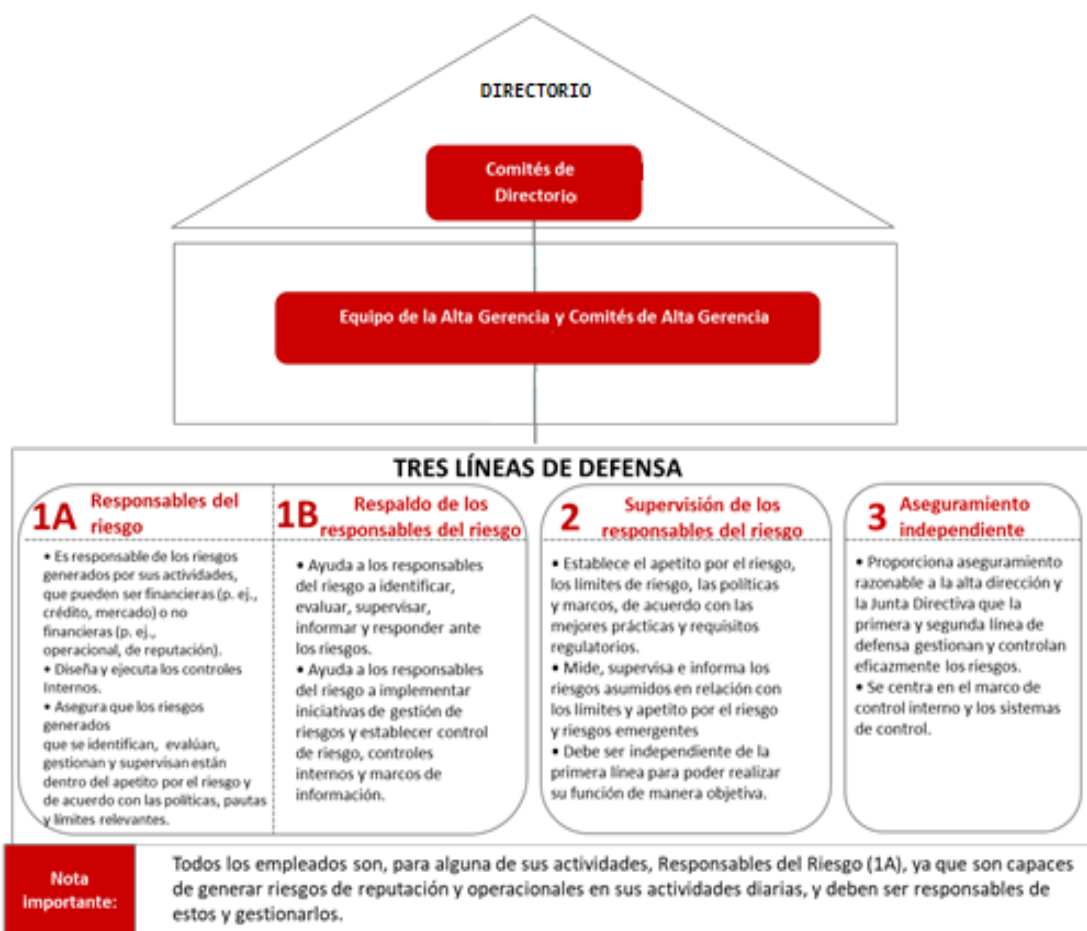 DIRECTORIO
Comités de
Directorio
Equipo de la Alta Gerencia y Comités de Alta Gerencia
TRES LÍNEAS DE DEFENSA
1A
Responsables del
riesgo
• Es responsable de los riesgos
generados por sus actividades,
que pueden ser financieras (p. ej.,
crédito, mercado) o no
financieras (p. ej.,
operacional, de reputación).
• Diseña y ejecuta los controles
Internos.
• Asegura que los riesgos
generados
que se identifican, evalúan,
gestionan y supervisan están
dentro del apetito por el riesgo y
de acuerdo con las políticas, pautas
y límites relevantes.
1B
Respaldo de los
responsables del riesgo
• Ayuda a los responsables
del riesgo a identificar,
evaluar, supervisar,
informar y responder ante
los riesgos.
• Ayuda a los responsables
del riesgo a implementar
iniciativas de gestión de
riesgos y establecer control
de riesgo, controles
internos y marcos de
información.
2
Supervisión de los
responsables del riesgo
• Establece el apetito por el riesgo,
los límites de riesgo, las políticas
y marcos, de acuerdo con las
mejores prácticas y requisitos
regulatorios.
• Mide, supervisa e informa los
riesgos asumidos en relación con
los límites y apetito por el riesgo
y riesgos emergentes
• Debe ser independiente de la
primera línea para poder realizar
su función de manera objetiva.
3
Aseguramiento
independiente
• Proporciona aseguramiento
razonable a la alta dirección y
la Junta Directiva que la
primera y segunda línea de
defensa gestionan y controlan
eficazmente los riesgos.
• Se centra en el marco de
control interno y los sistemas
de control.
Nota
importante:
Todos los empleados son, para alguna de sus actividades, Responsables del Riesgo (1A), ya que son capaces
de generar riesgos de reputación y operacionales en sus actividades diarias, y deben ser responsables de
estos y gestionarlos.